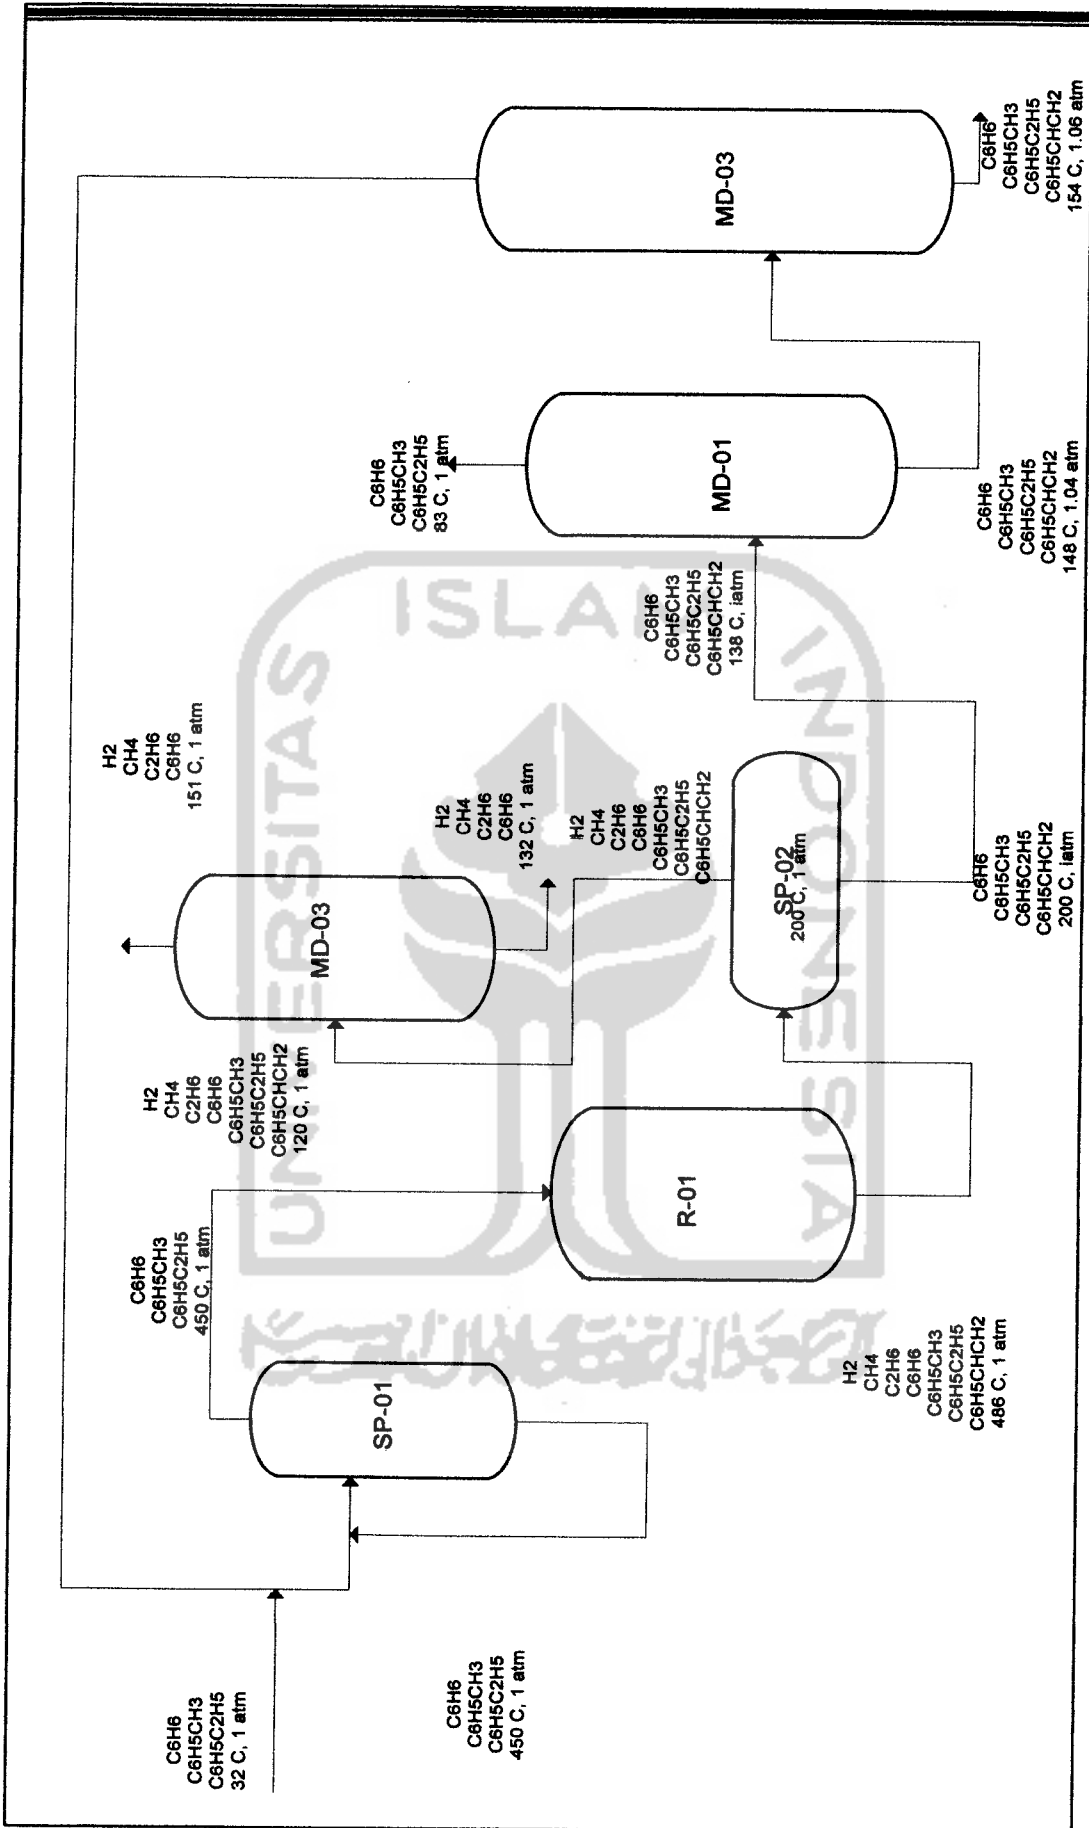 H2
CH4
C2H6
C6H6
151 C, 1 atm
C6H6
C6H5CH3
C6H5C2H5
450 C, 1 atm
H2
CH4
C2H6
C6H6
C6H5CH3
C6H5C2H5
C6H5CHCH2
120 C, 1 atm
MD-03
C6H6
C6H5CH3
C6H5C2H5
32 C, 1 atm
SP-01
H2
CH4
C2H6
C6H6
132 C, 1 atm
C6H6
C6H5CH3
C6H5C2H5
83 C, 1 atm
C6H6
C6H5CH3
C6H5C2H5
450 C, 1 atm
H2
CH4
C2H6
C6H6
C6H5CH3
C6H5C2H5
C6H5CHCH2
C6H6
C6H5CH3
C6H5C2H5
C6H5CHCH2
138 C, iatm
R-01
SP-02
200 C, 1 atm
MD-01
MD-03
H2
CH4
C2H6
C6H6
C6H5CH3
C6H5C2H5
C6H5CHCH2
486 C, 1 atm
C6H6
C6H5CH3
C6H5C2H5
C6H5CHCH2
200 C, iatm
C6H6
C6H5CH3
C6H5C2H5
C6H5CHCH2
148 C, 1.04 atm
C6H6
C6H5CH3
C6H5C2H5
C6H5CHCH2
154 C, 1.06 atm
UNIVERSITAS
ISLAM
INDONESIA